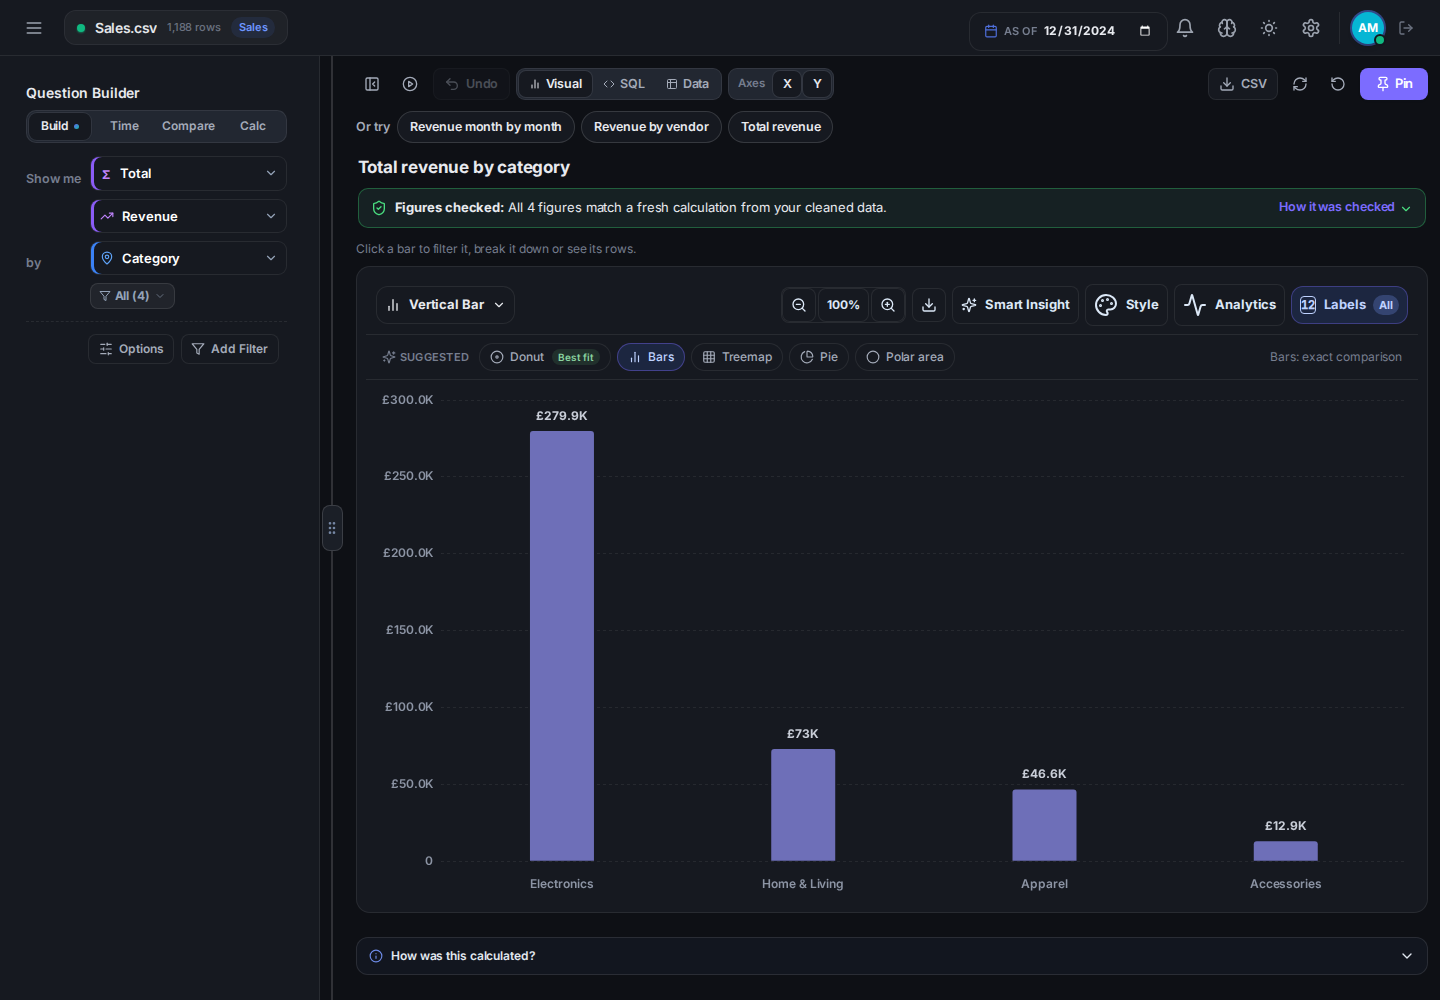 Sales.csv 1,188 rows Sales
AS OF 12/31/2024
AM
Question Builder
Build Time Compare Calc
Show me Σ Total
Revenue
by Category
All (4)
Options Add Filter
Undo Visual SQL Data Axes X Y CSV Pin
Or try Revenue month by month Revenue by vendor Total revenue
Total revenue by category
Figures checked: All 4 figures match a fresh calculation from your cleaned data. How it was checked
Click a bar to filter it, break it down or see its rows.
Vertical Bar 100% Smart Insight Style Analytics 12 Labels All
SUGGESTED Donut Best fit Bars Treemap Pie Polar area Bars: exact comparison
£300.0K
£279.9K
£250.0K
£200.0K
£150.0K
£100.0K
£73K
£50.0K
£46.6K
£12.9K
0
Electronics Home & Living Apparel Accessories
How was this calculated?